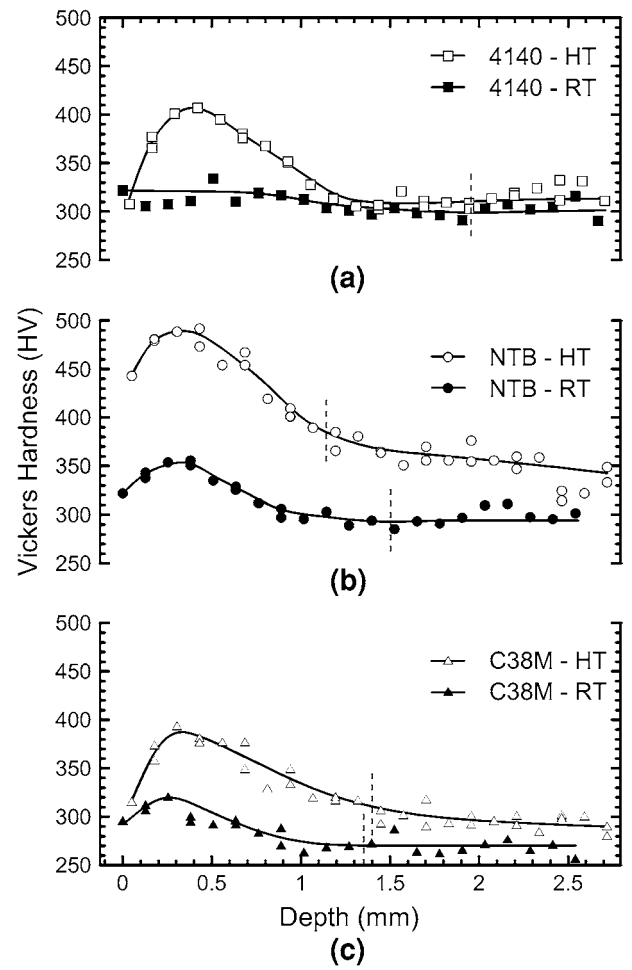 500
450
400
350
300
250
4140 - HT
4140 - RT
(a)
Vickers Hardness (HV)
500
450
400
350
300
250
NTB - HT
NTB - RT
(b)
500
450
400
350
300
250
C38M - HT
C38M - RT
0
0.5
1
1.5
2
2.5
Depth (mm)
(c)